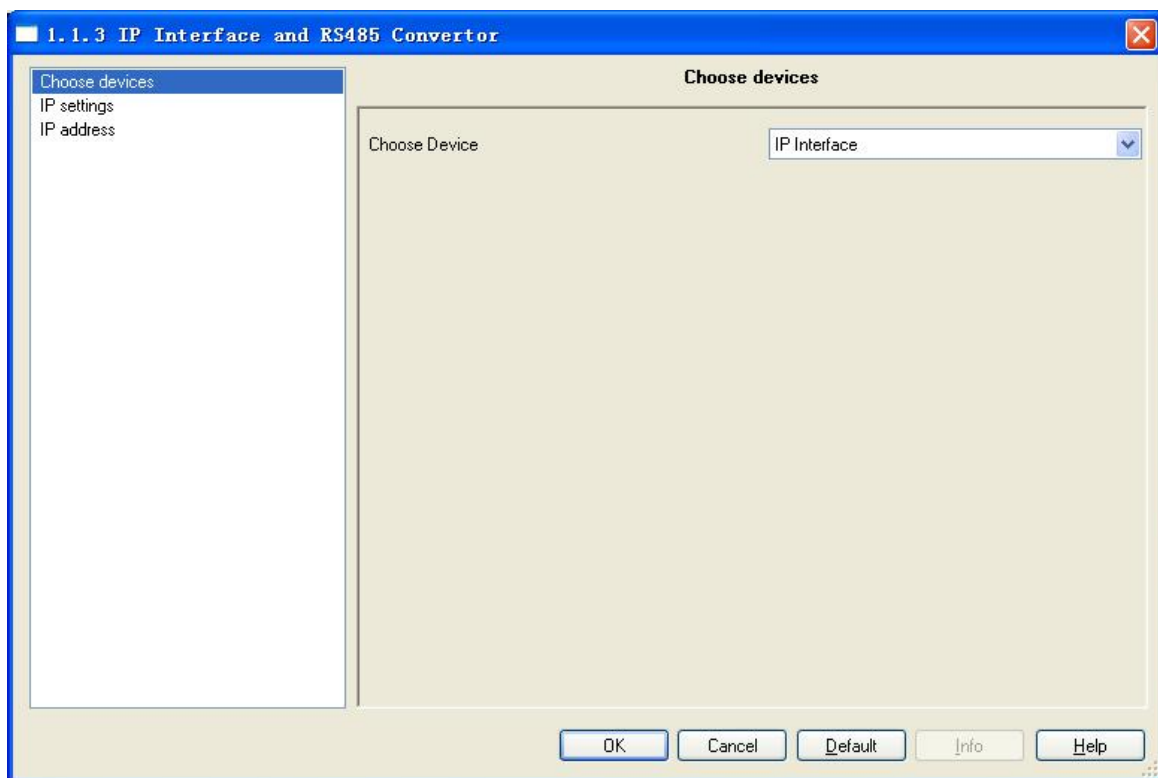 1.1.3 IP Interface and RS485 Convertor
Choose devices
IP settings
IP address
Choose devices
Choose Device
IP Interface
OK
Cancel
Default
Info
Help